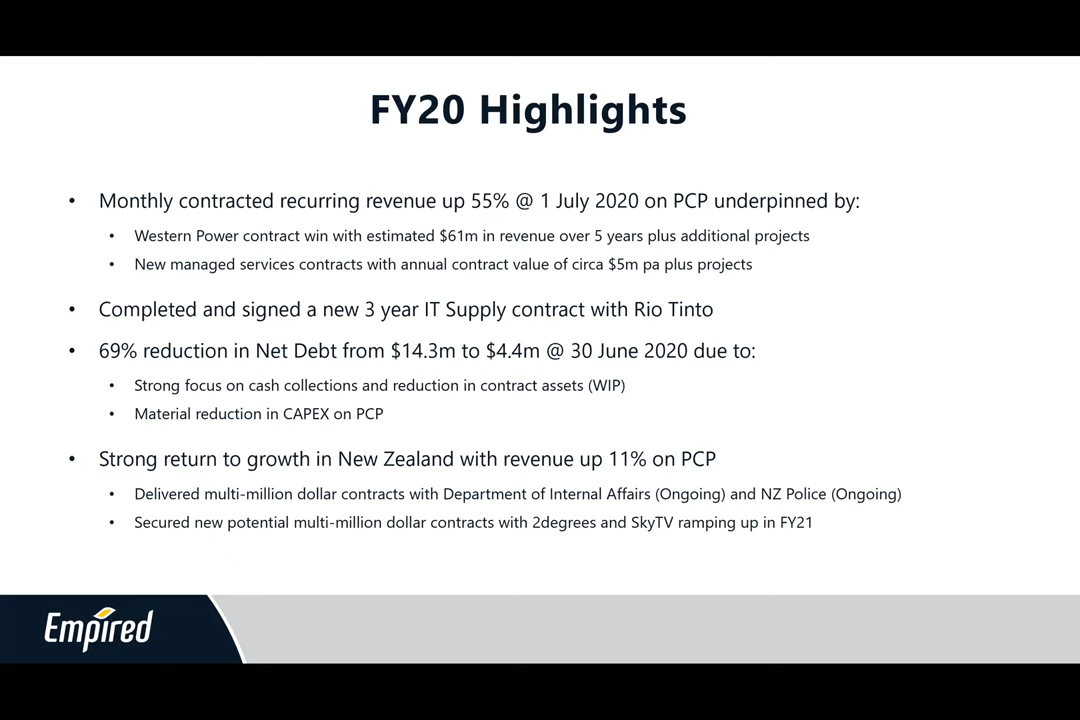 FY20 Highlights
• Monthly contracted recurring revenue up 55% @ 1 July 2020 on PCP underpinned by:
• Western Power contract win with estimated $61m in revenue over 5 years plus additional projects
• New managed services contracts with annual contract value of circa $5m pa plus projects
• Completed and signed a new 3 year IT Supply contract with Rio Tinto
• 69% reduction in Net Debt from $14.3m to $4.4m @ 30 June 2020 due to:
• Strong focus on cash collections and reduction in contract assets (WIP)
• Material reduction in CAPEX on PCP
• Strong return to growth in New Zealand with revenue up 11% on PCP
• Delivered multi-million dollar contracts with Department of Internal Affairs (Ongoing) and NZ Police (Ongoing)
• Secured new potential multi-million dollar contracts with 2degrees and SkyTV ramping up in FY21
Empired